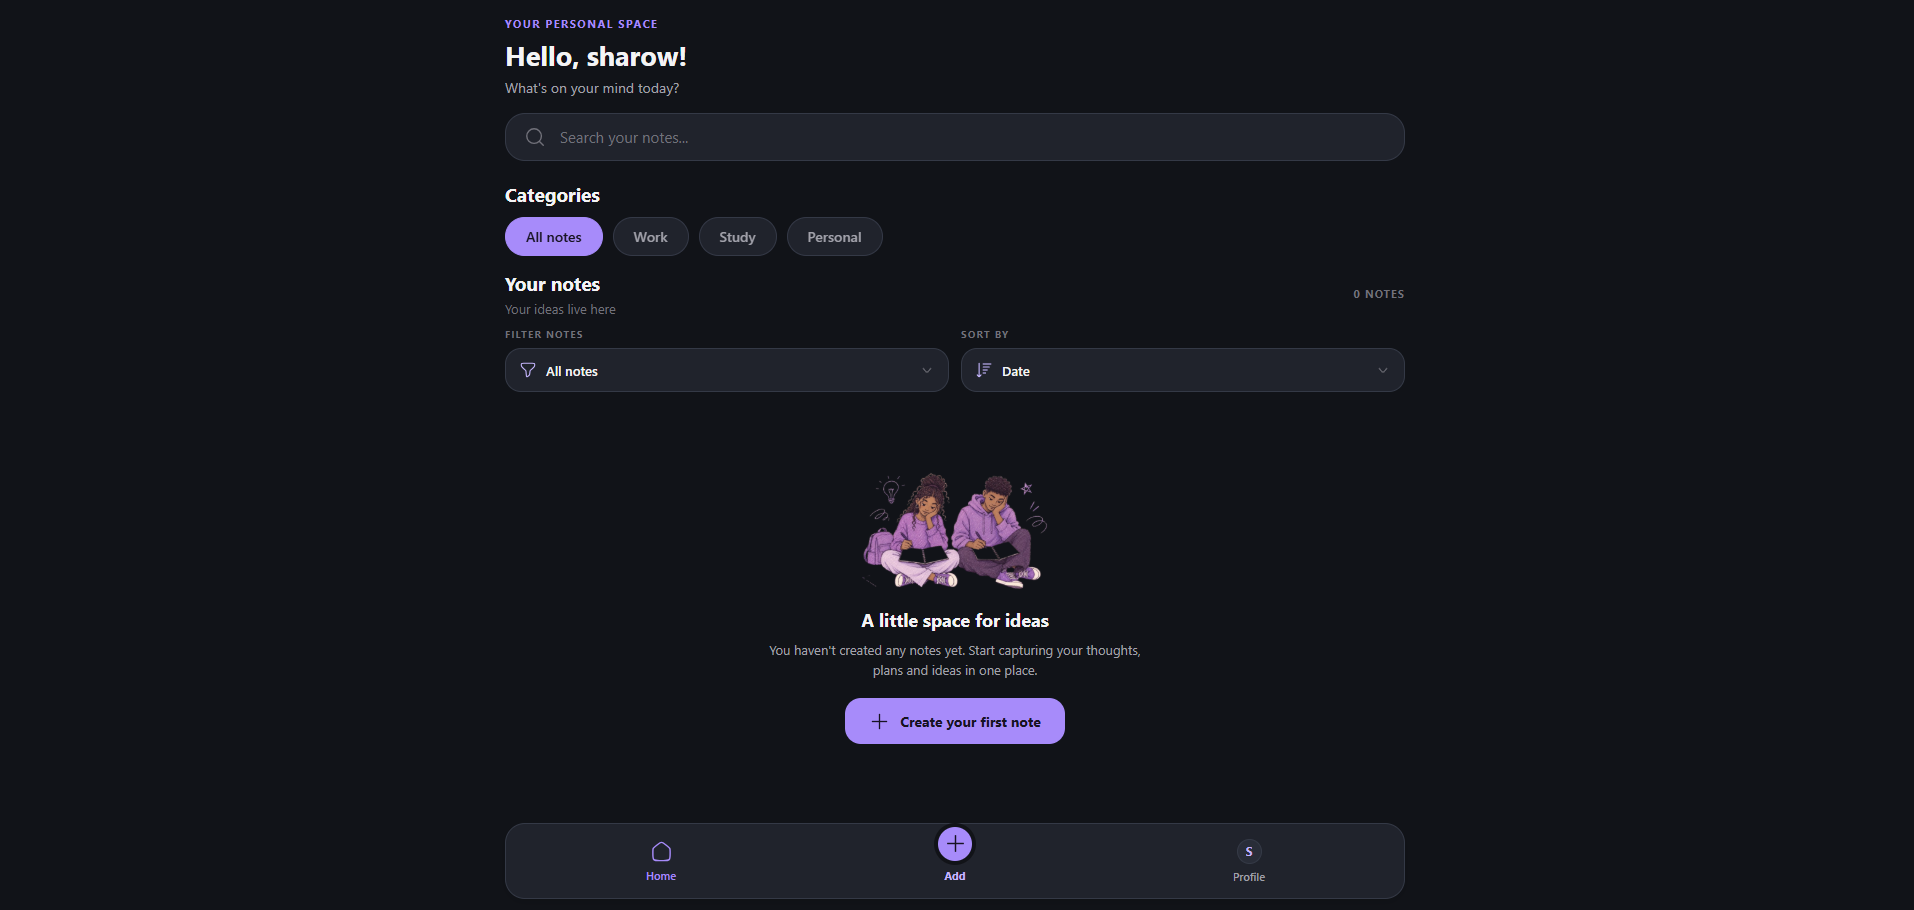 YOUR PERSONAL SPACE
Hello, sharow!
What's on your mind today?
Search your notes...
Categories
All notes
Work
Study
Personal
Your notes
0 NOTES
Your ideas live here
FILTER NOTES
SORT BY
All notes
Date
A little space for ideas
You haven't created any notes yet. Start capturing your thoughts,
plans and ideas in one place.
Create your first note
Home
Add
S
Profile